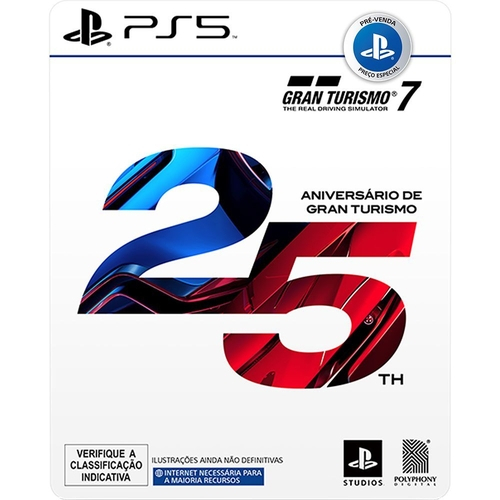 PS5
PRÉ-VENDA
PREÇO ESPECIAL
GRAN TURISMO® 7
THE REAL DRIVING SIMULATOR
ANIVERSÁRIO DE
GRAN TURISMO
25
TH
VERIFIQUE A
CLASSIFICAÇÃO
INDICATIVA
ILUSTRAÇÕES AINDA NÃO DEFINITIVAS
INTERNET NECESSÁRIA PARA
A MAIORIA RECURSOS
STUDIOS
POLYPHONY
DIGITAL